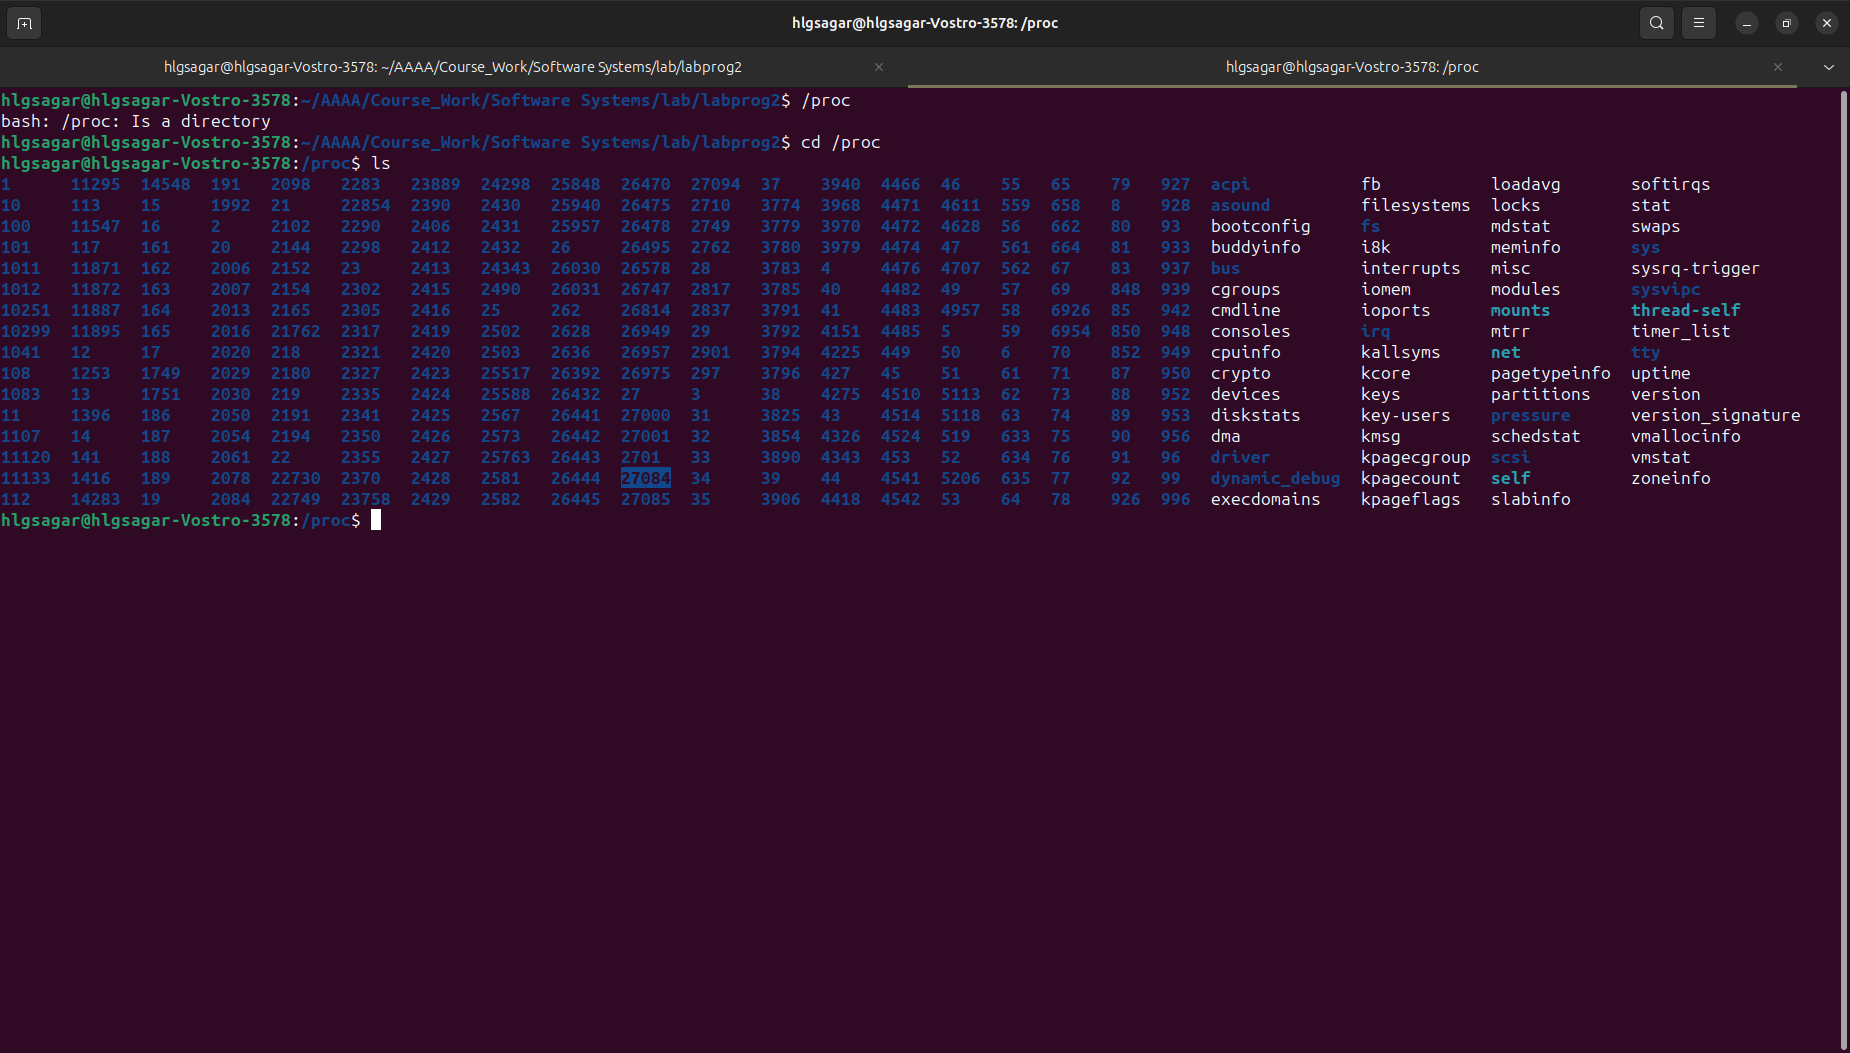 hlgsagar@hlgsagar-Vostro-3578: /proc
hlgsagar@hlgsagar-Vostro-3578: ~/AAAA/Course_Work/Software Systems/lab/labprog2
hlgsagar@hlgsagar-Vostro-3578: /proc
hlgsagar@hlgsagar-Vostro-3578:~/AAAA/Course_Work/Software Systems/lab/labprog2$ /proc
bash: /proc: Is a directory
hlgsagar@hlgsagar-Vostro-3578:~/AAAA/Course_Work/Software Systems/lab/labprog2$ cd /proc
hlgsagar@hlgsagar-Vostro-3578:/proc$ ls
1 11295 14548 191 2098 2283 23889 24298 25848 26470 27094 37 3940 4466 46 55 65 79 927 acpi fb loadavg softirqs
10 113 15 1992 21 22854 2390 2430 25940 26475 2710 3774 3968 4471 4611 559 658 8 928 asound filesystems locks stat
100 11547 16 2 2102 2290 2406 2431 25957 26478 2749 3779 3970 4472 4628 56 662 80 93 bootconfig fs mdstat swaps
101 117 161 20 2144 2298 2412 2432 26 26495 2762 3780 3979 4474 47 561 664 81 933 buddyinfo i8k meminfo sys
1011 11871 162 2006 2152 23 2413 24343 26030 26578 28 3783 4 4476 4707 562 67 83 937 bus interrupts misc sysrq-trigger
1012 11872 163 2007 2154 2302 2415 2490 26031 26747 2817 3785 40 4482 49 57 69 848 939 cgroups iomem modules sysvipc
10251 11887 164 2013 2165 2305 2416 25 262 26814 2837 3791 41 4483 4957 58 6926 85 942 cmdline ioports mounts thread-self
10299 11895 165 2016 21762 2317 2419 2502 2628 26949 29 3792 4151 4485 5 59 6954 850 948 consoles irq mtrr timer_list
1041 12 17 2020 218 2321 2420 2503 2636 26957 2901 3794 4225 449 50 6 70 852 949 cpuinfo kallsyms net tty
108 1253 1749 2029 2180 2327 2423 25517 26392 26975 297 3796 427 45 51 61 71 87 950 crypto kcore pagetypeinfo uptime
1083 13 1751 2030 219 2335 2424 25588 26432 27 3 38 4275 4510 5113 62 73 88 952 devices keys partitions version
11 1396 186 2050 2191 2341 2425 2567 26441 27000 31 3825 43 4514 5118 63 74 89 953 diskstats key-users pressure version_signature
1107 14 187 2054 2194 2350 2426 2573 26442 27001 32 3854 4326 4524 519 633 75 90 956 dma kmsg schedstat vmallocinfo
11120 141 188 2061 22 2355 2427 25763 26443 2701 33 3890 4343 453 52 634 76 91 96 driver kpagecgroup scsi vmstat
11133 1416 189 2078 22730 2370 2428 2581 26444 27084 34 39 44 4541 5206 635 77 92 99 dynamic_debug kpagecount self zoneinfo
112 14283 19 2084 22749 23758 2429 2582 26445 27085 35 3906 4418 4542 53 64 78 926 996 execdomains kpageflags slabinfo
hlgsagar@hlgsagar-Vostro-3578:/proc$